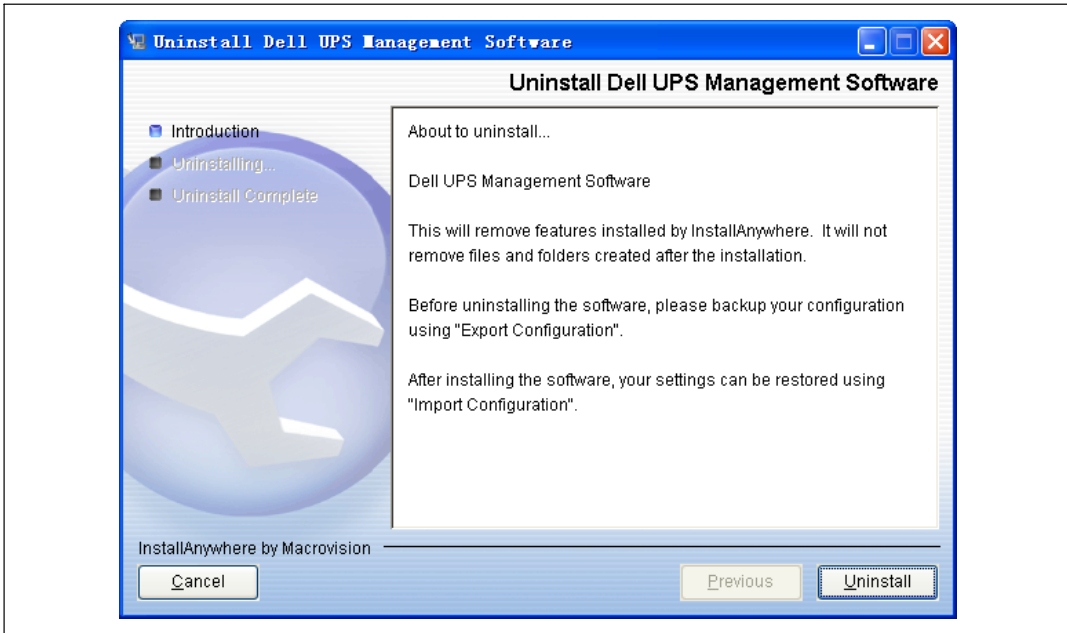 Uninstall Dell UPS Management Software
Uninstall Dell UPS Management Software
Introduction
Uninstalling...
Uninstall Complete
About to uninstall...
Dell UPS Management Software
This will remove features installed by InstallAnywhere. It will not
remove files and folders created after the installation.
Before uninstalling the software, please backup your configuration
using "Export Configuration".
After installing the software, your settings can be restored using
"Import Configuration".
InstallAnywhere by Macrovision
Cancel
Previous
Uninstall